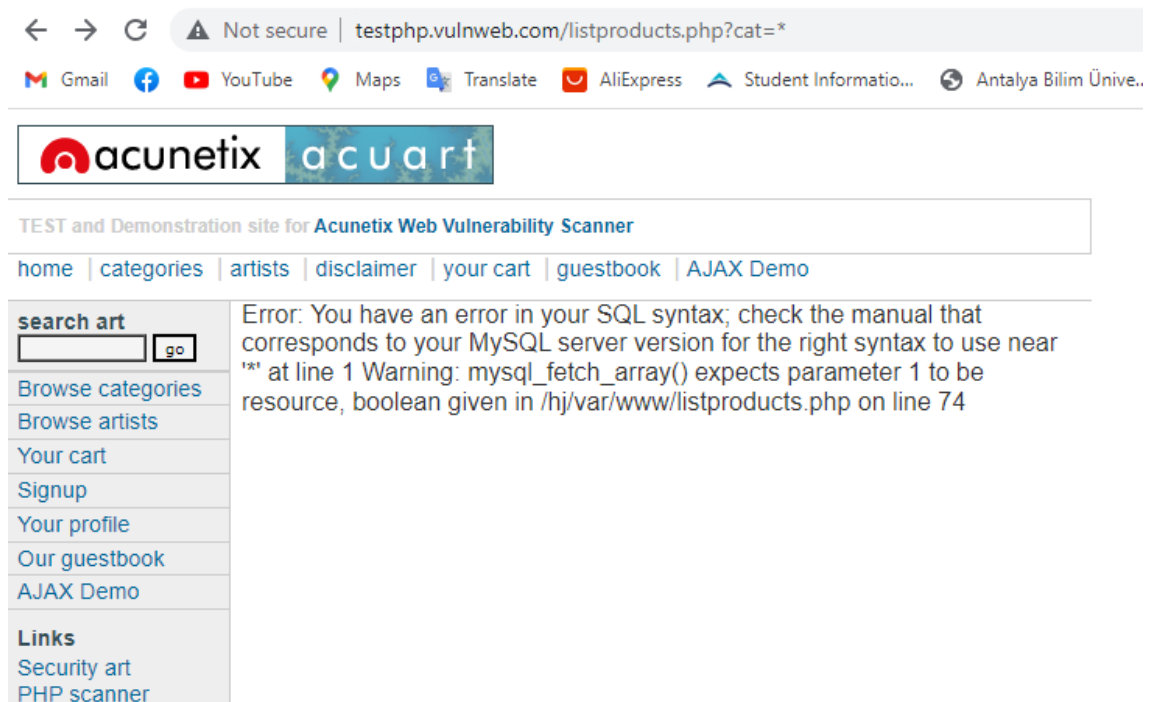 Not secure | testphp.vulnweb.com/listproducts.php?cat=*
Gmail YouTube Maps Translate AliExpress Student Informatio... Antalya Bilim Ünive..
acunetix acuart
TEST and Demonstration site for Acunetix Web Vulnerability Scanner
home | categories | artists | disclaimer | your cart | guestbook | AJAX Demo
search art
go
Browse categories
Browse artists
Your cart
Signup
Your profile
Our guestbook
AJAX Demo
Links
Security art
PHP scanner
Error: You have an error in your SQL syntax; check the manual that
corresponds to your MySQL server version for the right syntax to use near
'*' at line 1 Warning: mysql_fetch_array() expects parameter 1 to be
resource, boolean given in /hj/var/www/listproducts.php on line 74